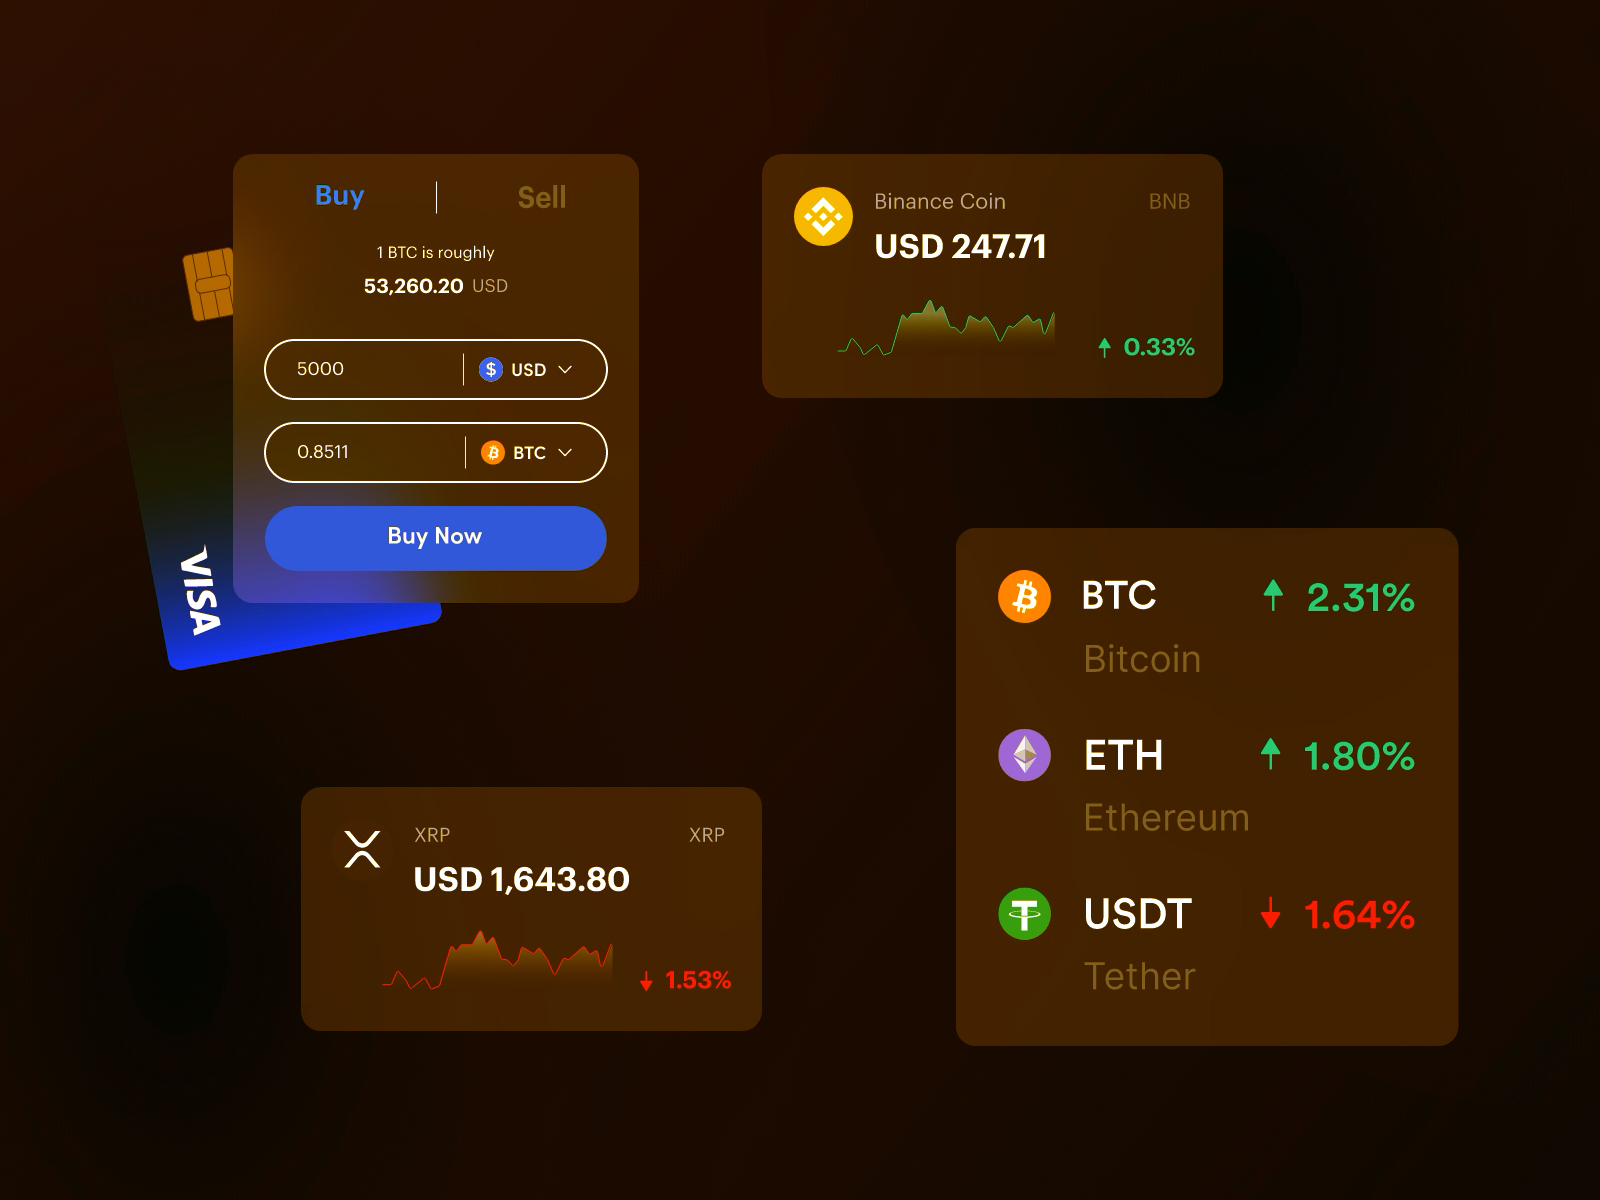 Buy Sell
1 BTC is roughly
53,260.20 USD
5000 $ USD
0.8511 BTC
Buy Now
VISA
Binance Coin BNB
USD 247.71
0.33%
BTC 2.31%
Bitcoin
ETH 1.80%
Ethereum
USDT 1.64%
Tether
XRP XRP
USD 1,643.80
1.53%